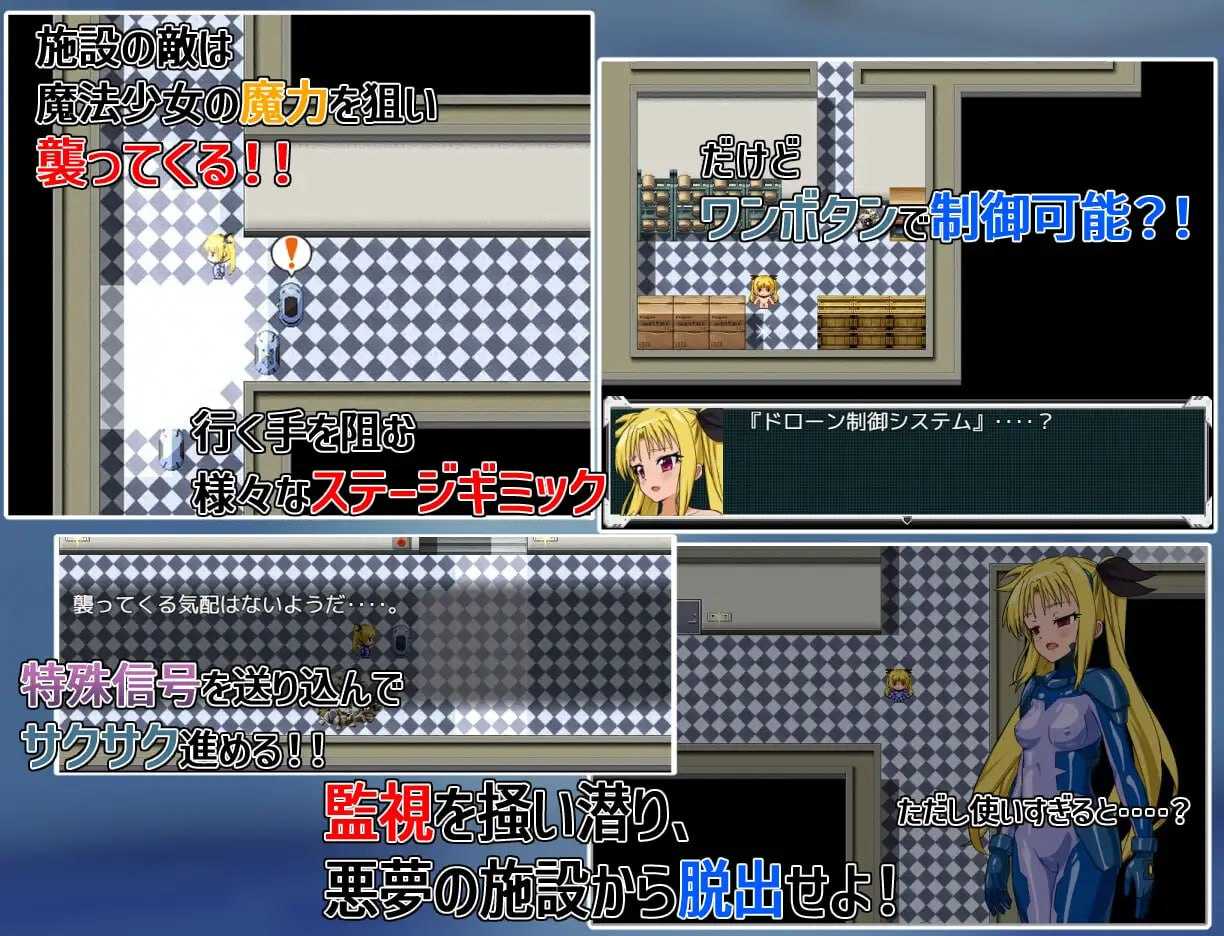 施設の敵は
魔法少女の魔力を狙い
襲ってくる！！
だけど
ワンボタンで制御可能？！
行く手を阻む
様々なステージギミック
『ドローン制御システム』‥‥？
襲ってくる気配はないようだ‥‥。
特殊信号を送り込んで
サクサク進める！！
ただし使いすぎると‥‥？
監視を掻い潜り、
悪夢の施設から脱出せよ！